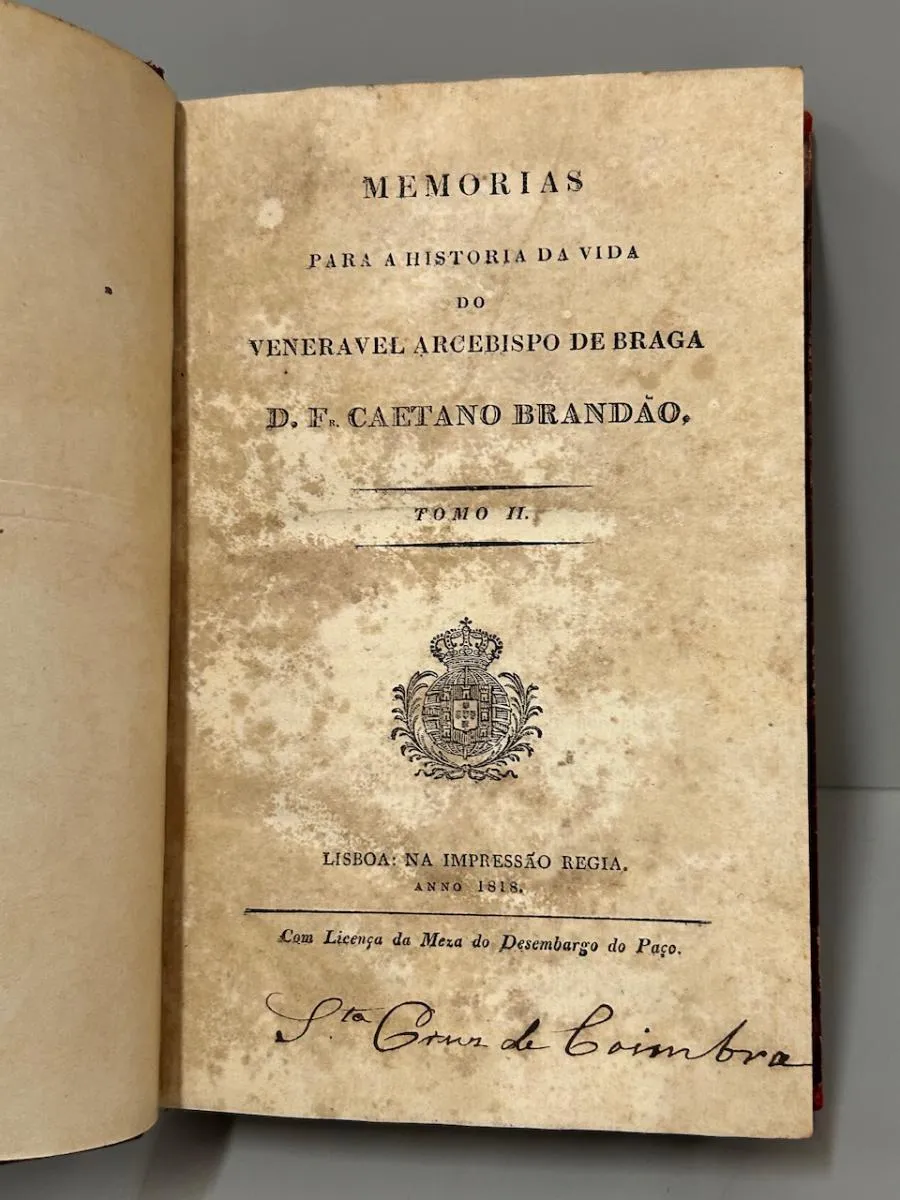 MEMORIAS
PARA A HISTORIA DA VIDA
DO
VENERAVEL ARCEBISPO DE BRAGA
D. FR. CAETANO BRANDÃO.
TOMO II.
LISBOA: NA IMPRESSÃO REGIA.
ANNO 1818.
Com Licença da Meza do Desembargo do Paço.
S.ta Cruz de Coimbra